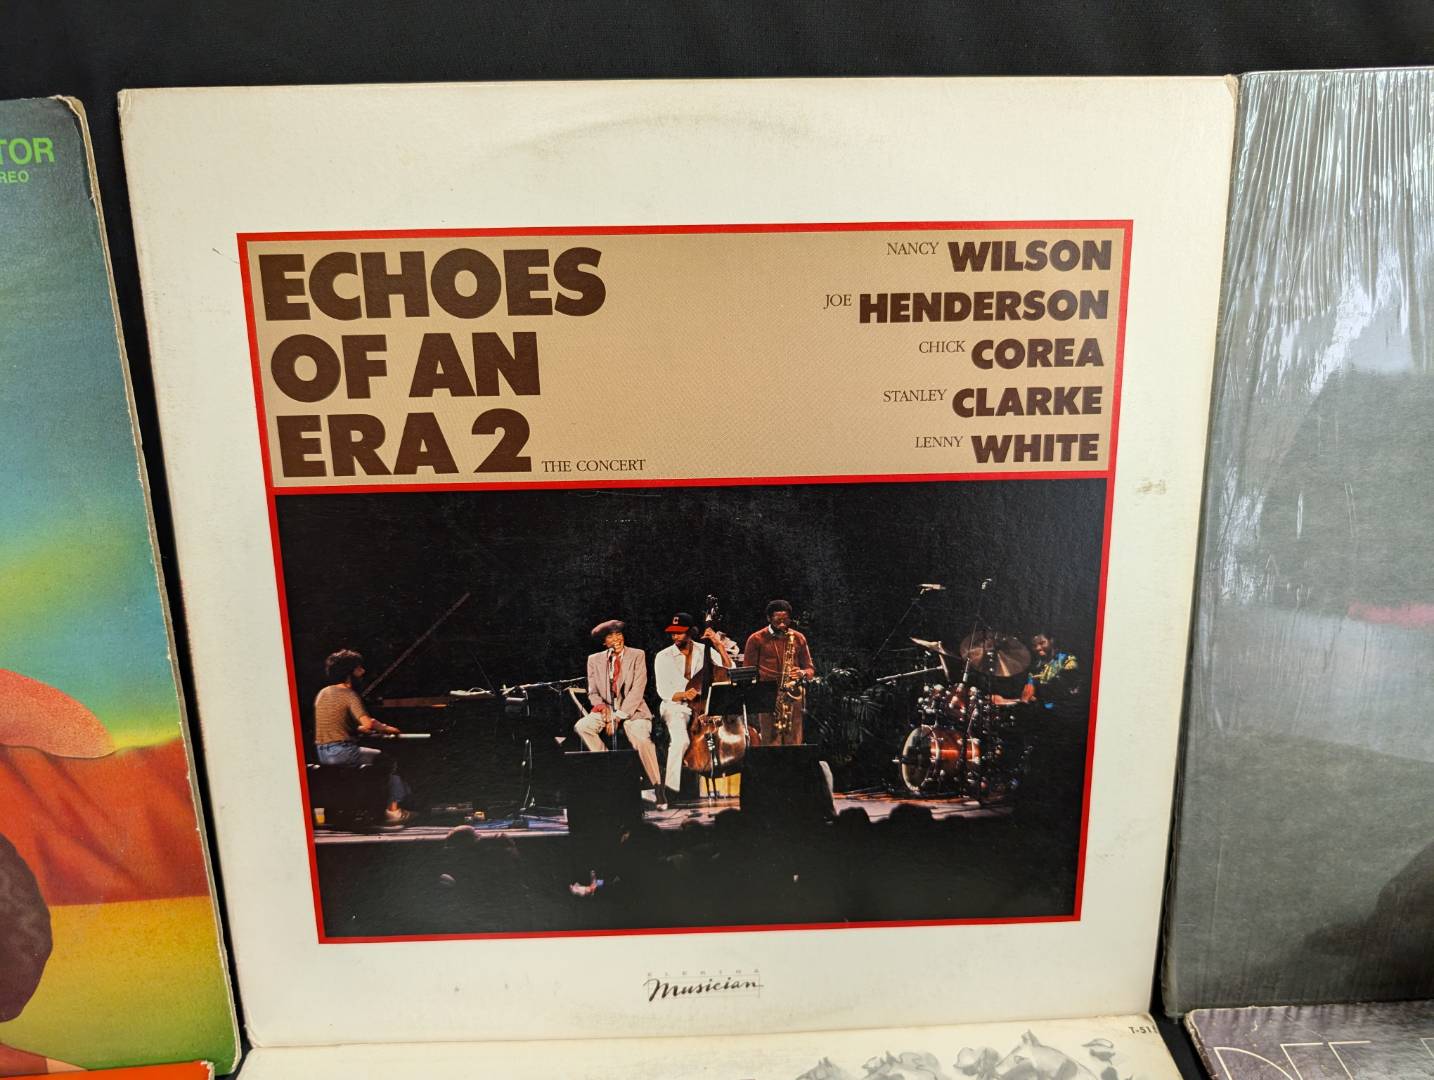 TOR
REO
ECHOES
OF AN
ERA 2 THE CONCERT
NANCY WILSON
JOE HENDERSON
CHICK COREA
STANLEY CLARKE
LENNY WHITE
ELEKTRA
Musician